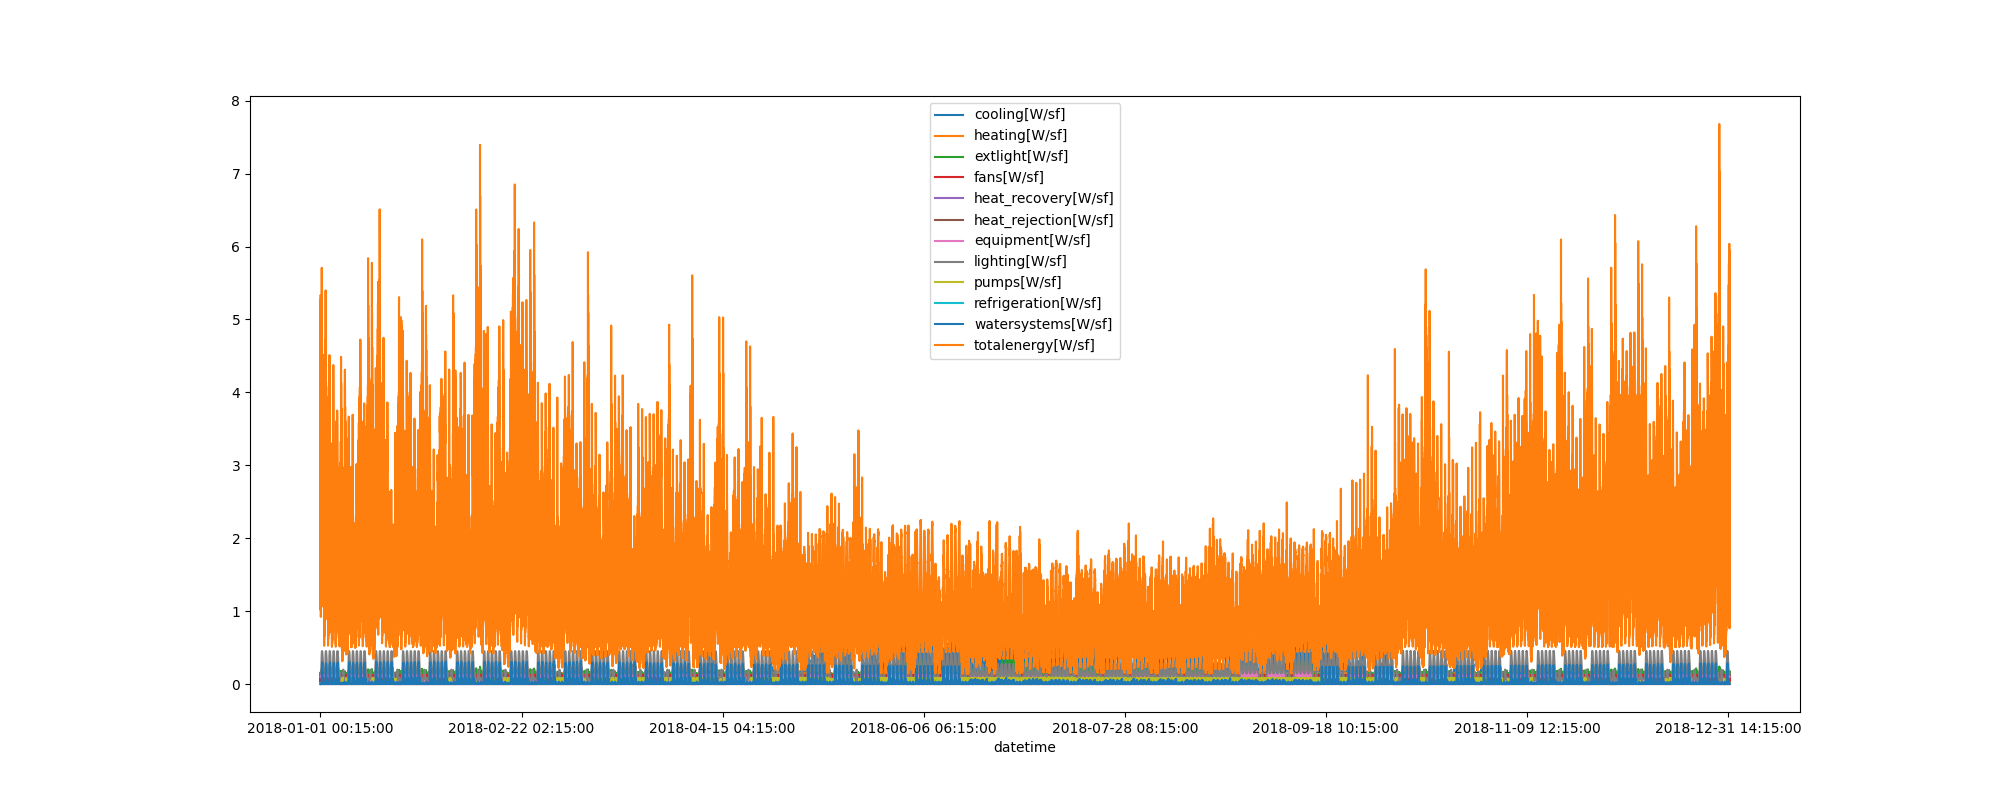 8
7
6
5
4
3
2
1
0
cooling[W/sf]
heating[W/sf]
extlight[W/sf]
fans[W/sf]
heat_recovery[W/sf]
heat_rejection[W/sf]
equipment[W/sf]
lighting[W/sf]
pumps[W/sf]
refrigeration[W/sf]
watersystems[W/sf]
totalenergy[W/sf]
2018-01-01 00:15:00 2018-02-22 02:15:00 2018-04-15 04:15:00 2018-06-06 06:15:00 2018-07-28 08:15:00 2018-09-18 10:15:00 2018-11-09 12:15:00 2018-12-31 14:15:00
datetime